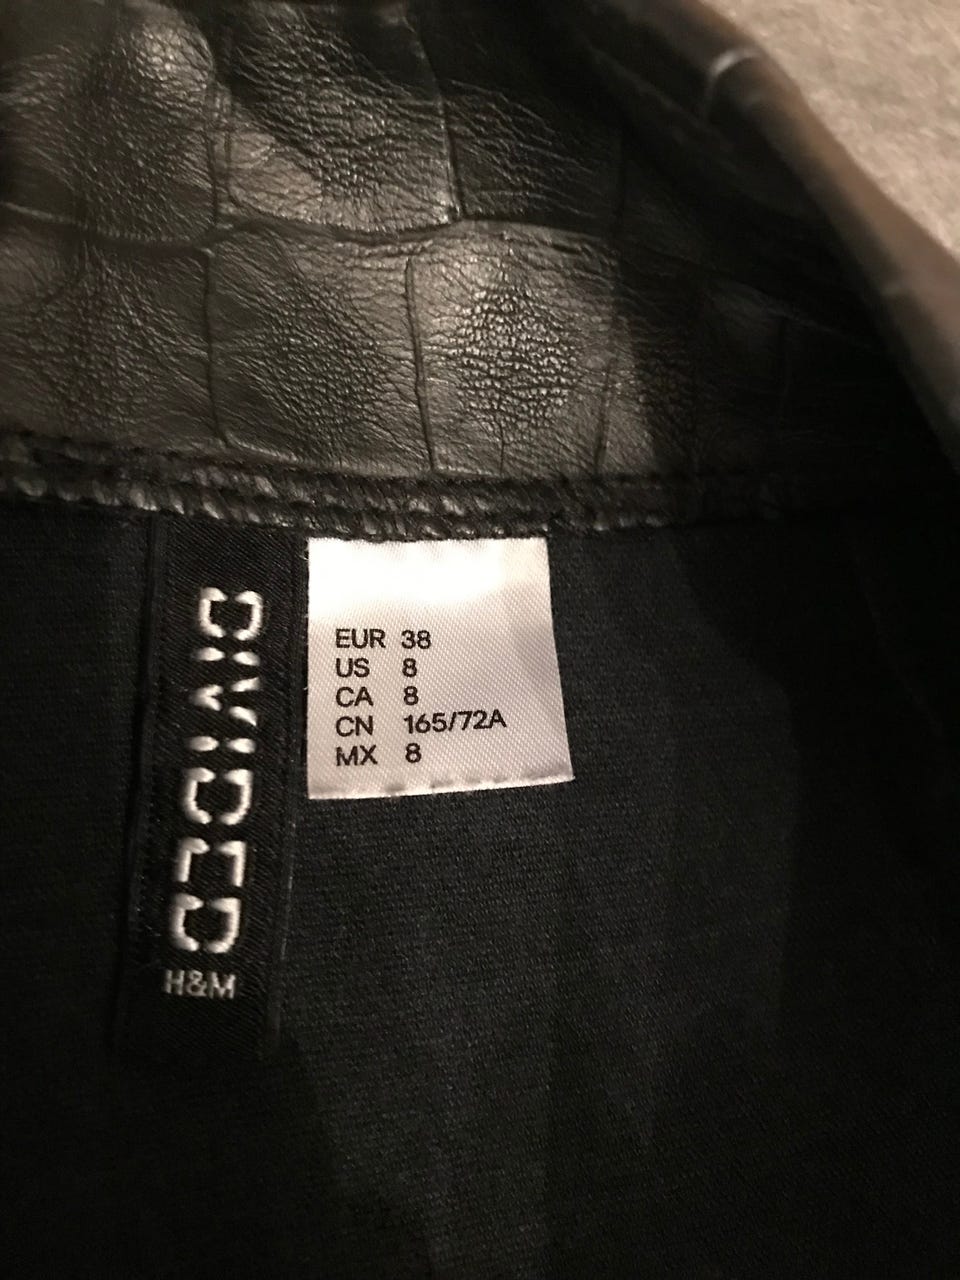 DIVIDED
H&M
EUR 38
US 8
CA 8
CN 165/72A
MX 8